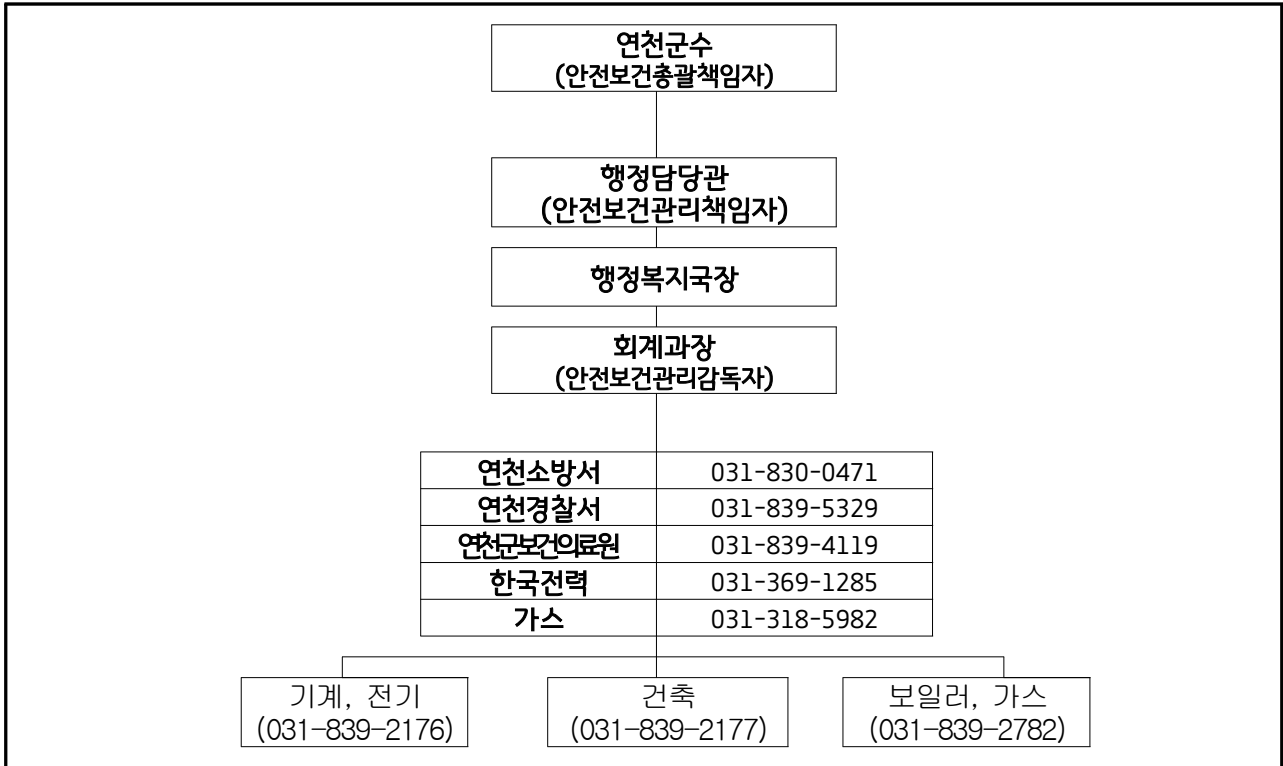 연천군수
(안전보건총괄책임자)
행정담당관
(안전보건관리책임자)
행정복지국장
회계과장
(안전보건관리감독자)
연천소방서 031-830-0471
연천경찰서 031-839-5329
연천군보건의료원 031-839-4119
한국전력 031-369-1285
가스 031-318-5982
기계, 전기
(031-839-2176)
건축
(031-839-2177)
보일러, 가스
(031-839-2782)